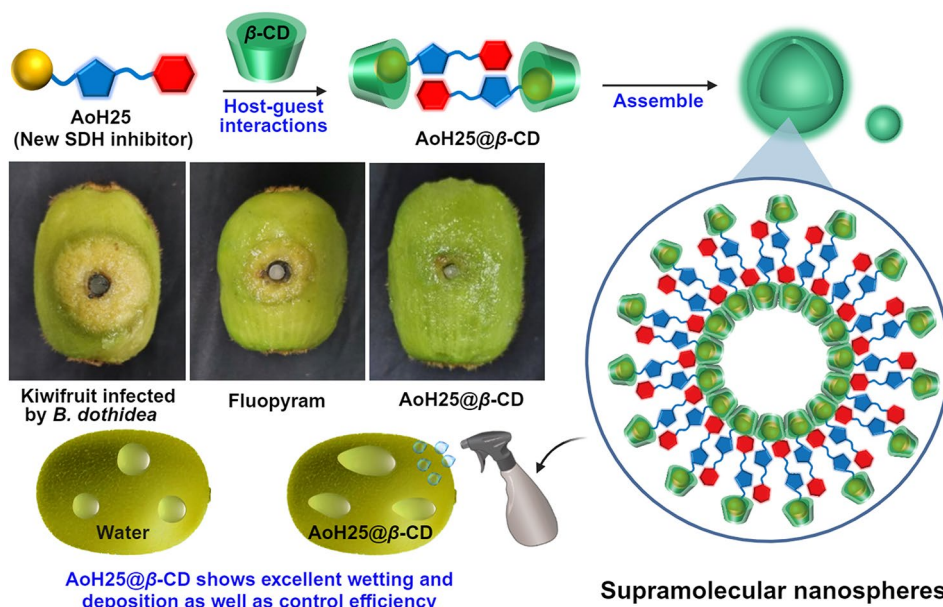 β-CD
AoH25
(New SDH inhibitor)
Host-guest
interactions
AoH25@β-CD
Assemble
Kiwifruit infected
by B. dothidea
Fluopyram
AoH25@β-CD
Water
AoH25@β-CD
AoH25@β-CD shows excellent wetting and
deposition as well as control efficiency
Supramolecular nanospheres